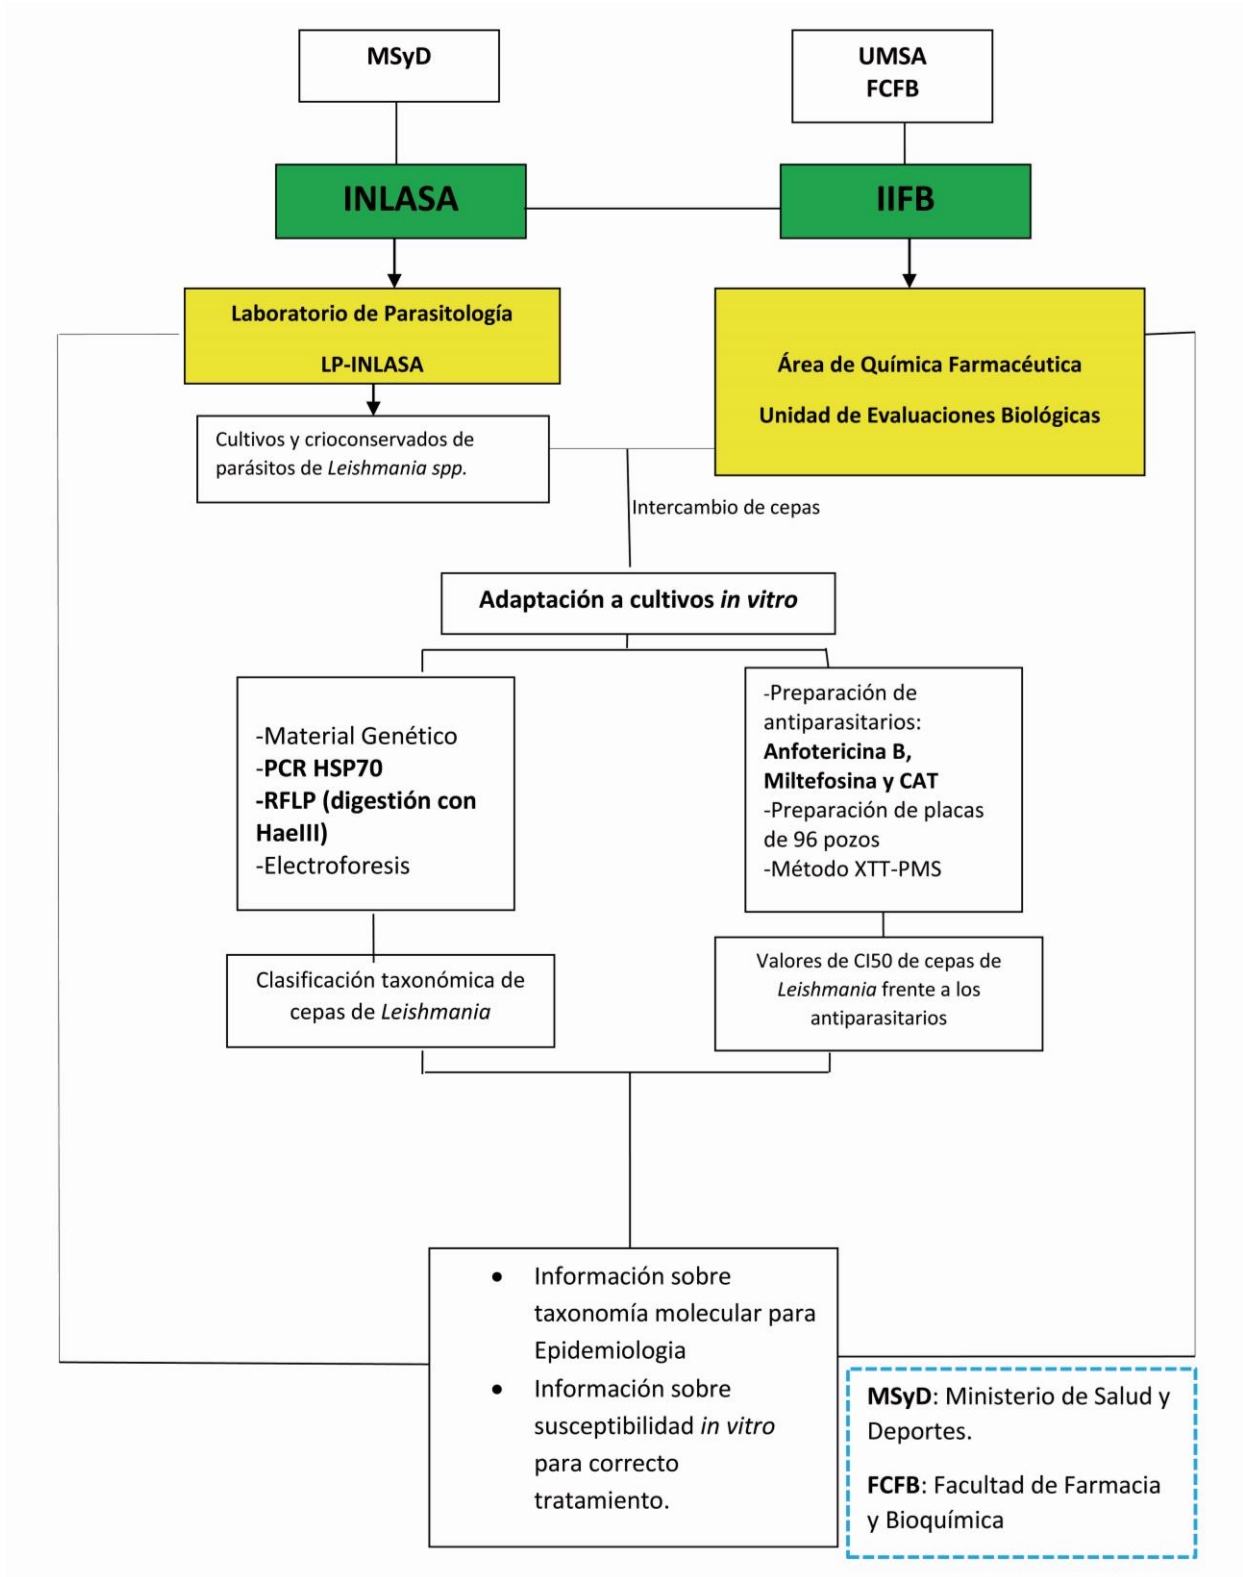 MSyD
UMSA
FCFB
INLASA
IIFB
Laboratorio de Parasitología
LP-INLASA
Área de Química Farmacéutica
Unidad de Evaluaciones Biológicas
Cultivos y crioconservados de
parásitos de Leishmania spp.
Intercambio de cepas
Adaptación a cultivos in vitro
-Material Genético
-PCR HSP70
-RFLP (digestión con
HaeIII)
-Electroforesis
-Preparación de
antiparasitarios:
Anfotericina B,
Miltefosina y CAT
-Preparación de placas
de 96 pozos
-Método XTT-PMS
Clasificación taxonómica de
cepas de Leishmania
Valores de CI50 de cepas de
Leishmania frente a los
antiparasitarios
• Información sobre
taxonomía molecular para
Epidemiologia
• Información sobre
susceptibilidad in vitro
para correcto
tratamiento.
MSyD: Ministerio de Salud y
Deportes.
FCFB: Facultad de Farmacia
y Bioquímica